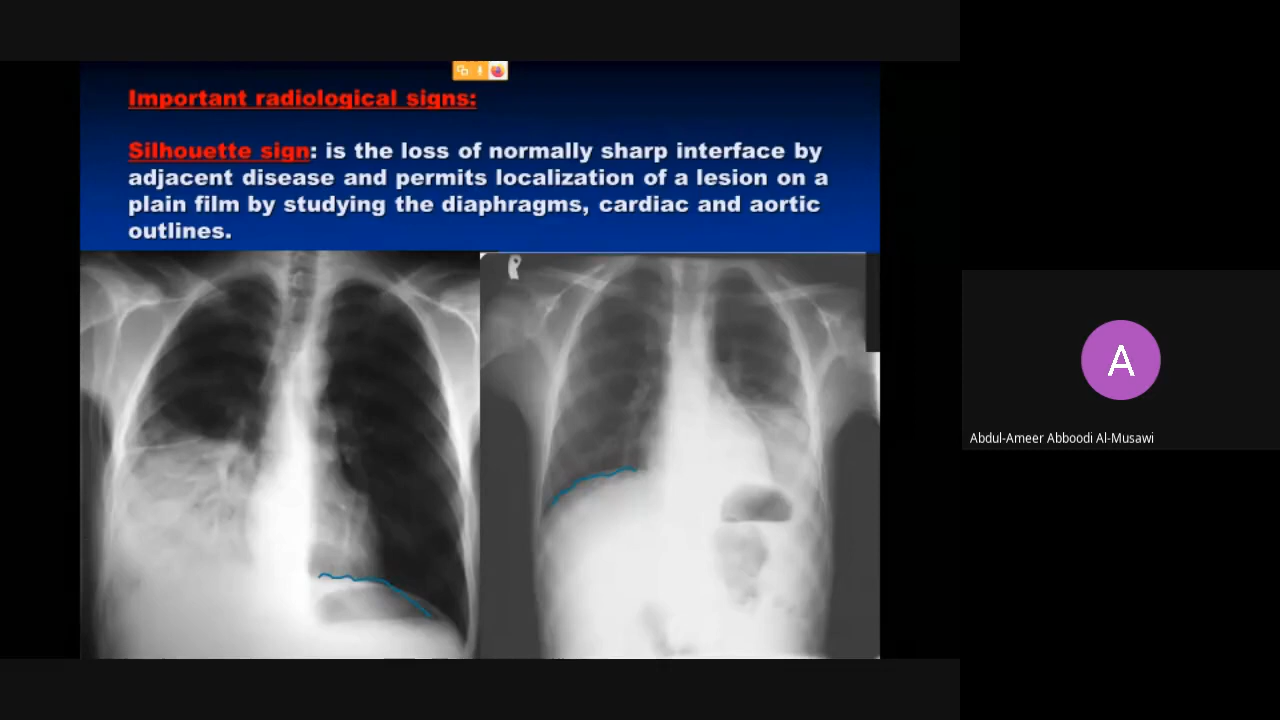 Important radiological signs:
Silhouette sign: is the loss of normally sharp interface by
adjacent disease and permits localization of a lesion on a
plain film by studying the diaphragms, cardiac and aortic
outlines.
A
Abdul-Ameer Abboodi Al-Musawi